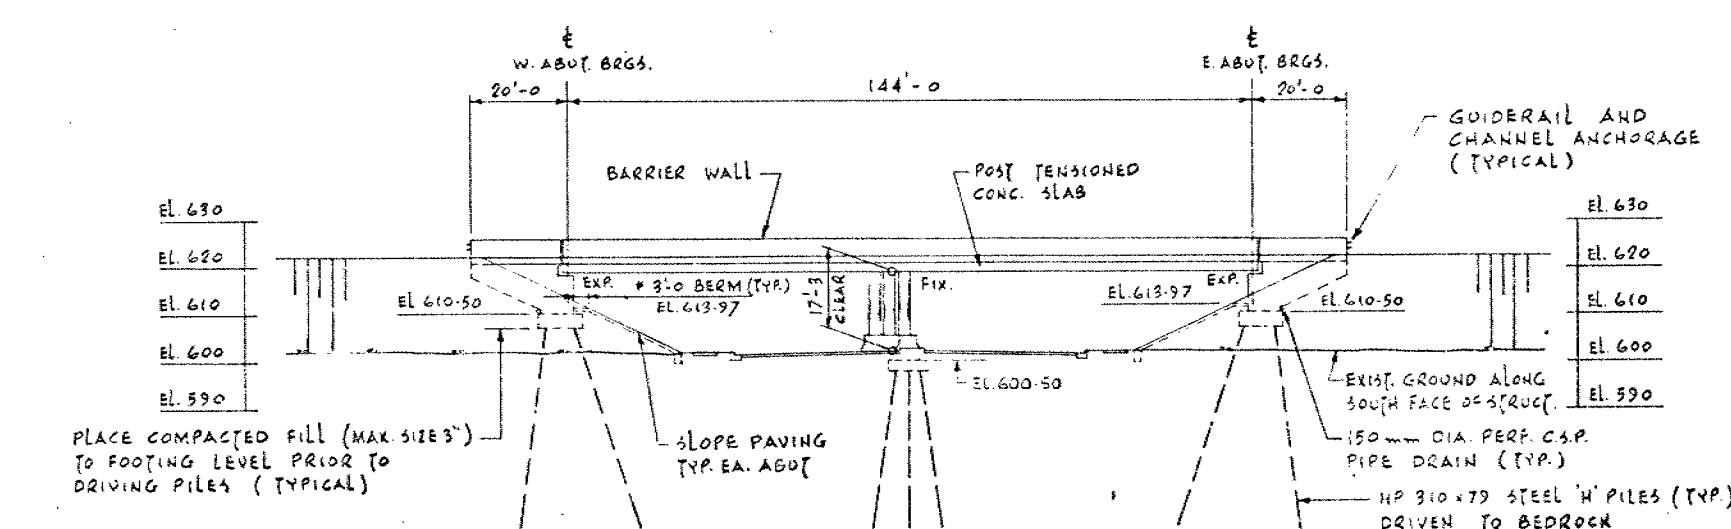 ℄
W. ABUT. BRGS.
℄
E. ABUT. BRGS.
20'-0
144'-0
20'-0
GUIDERAIL AND
CHANNEL ANCHORAGE
(TYPICAL)
BARRIER WALL
POST TENSIONED
CONC. SLAB
El. 630
El. 620
El. 610
El. 600
El. 590
El. 630
El. 620
El. 610
El. 600
El. 590
EXP.
* 3'-0 BERM (TYP.)
El. 613.97
17'-3
CLEAR
FIX.
El. 613.97
EXP.
El 610.50
El. 610.50
El. 600.50
EXIST. GROUND ALONG
SOUTH FACE OF STRUCT.
PLACE COMPACTED FILL (MAX. SIZE 3")
TO FOOTING LEVEL PRIOR TO
DRIVING PILES (TYPICAL)
SLOPE PAVING
TYP. EA. ABUT
150mm DIA. PERF. C.S.P.
PIPE DRAIN (TYP.)
HP 310 x 79 STEEL 'H' PILES (TYP.)
DRIVEN TO BEDROCK